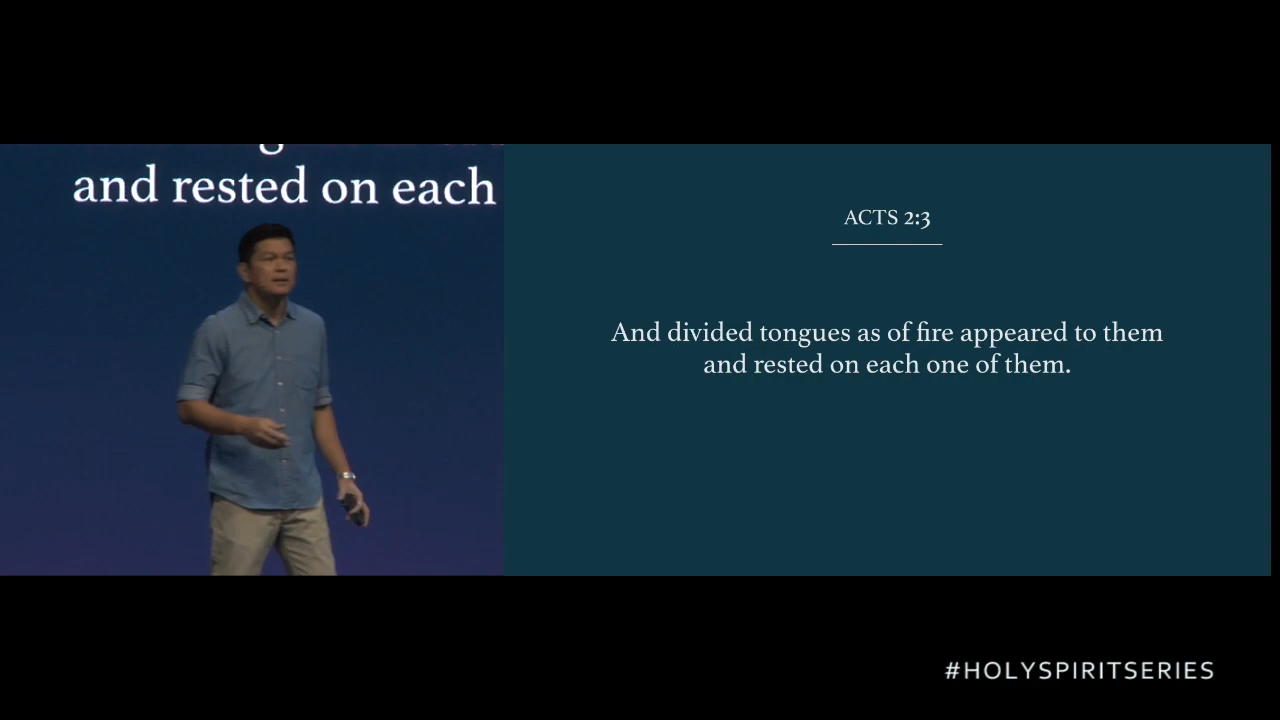 and rested on each
ACTS 2:3
And divided tongues as of fire appeared to them
and rested on each one of them.
#HOLYSPIRITSERIES